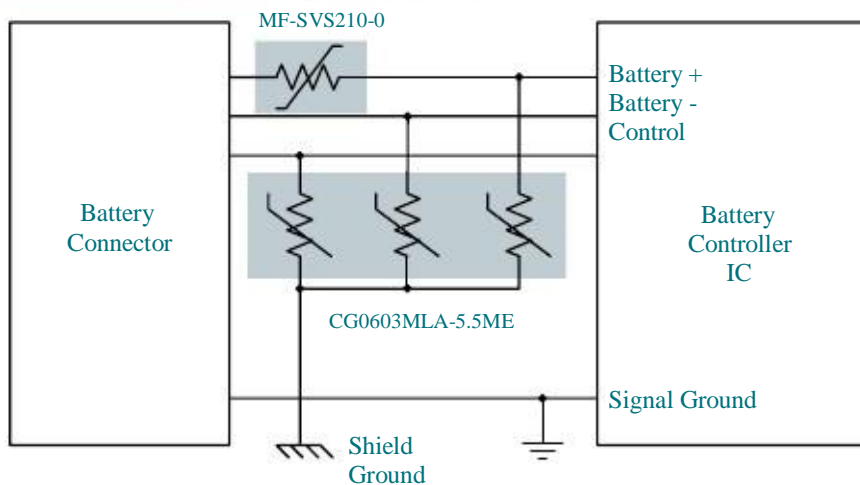 MF-SVS210-0
Battery +
Battery -
Control
Battery
Connector
Battery
Controller
IC
CG0603MLA-5.5ME
Signal Ground
Shield
Ground